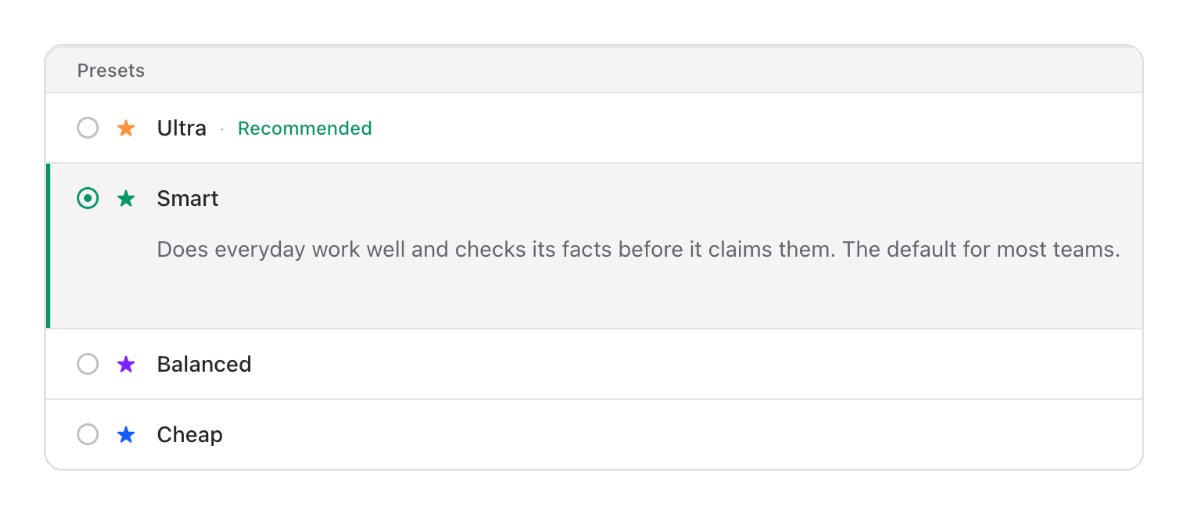 Presets
Ultra · Recommended
Smart
Does everyday work well and checks its facts before it claims them. The default for most teams.
Balanced
Cheap